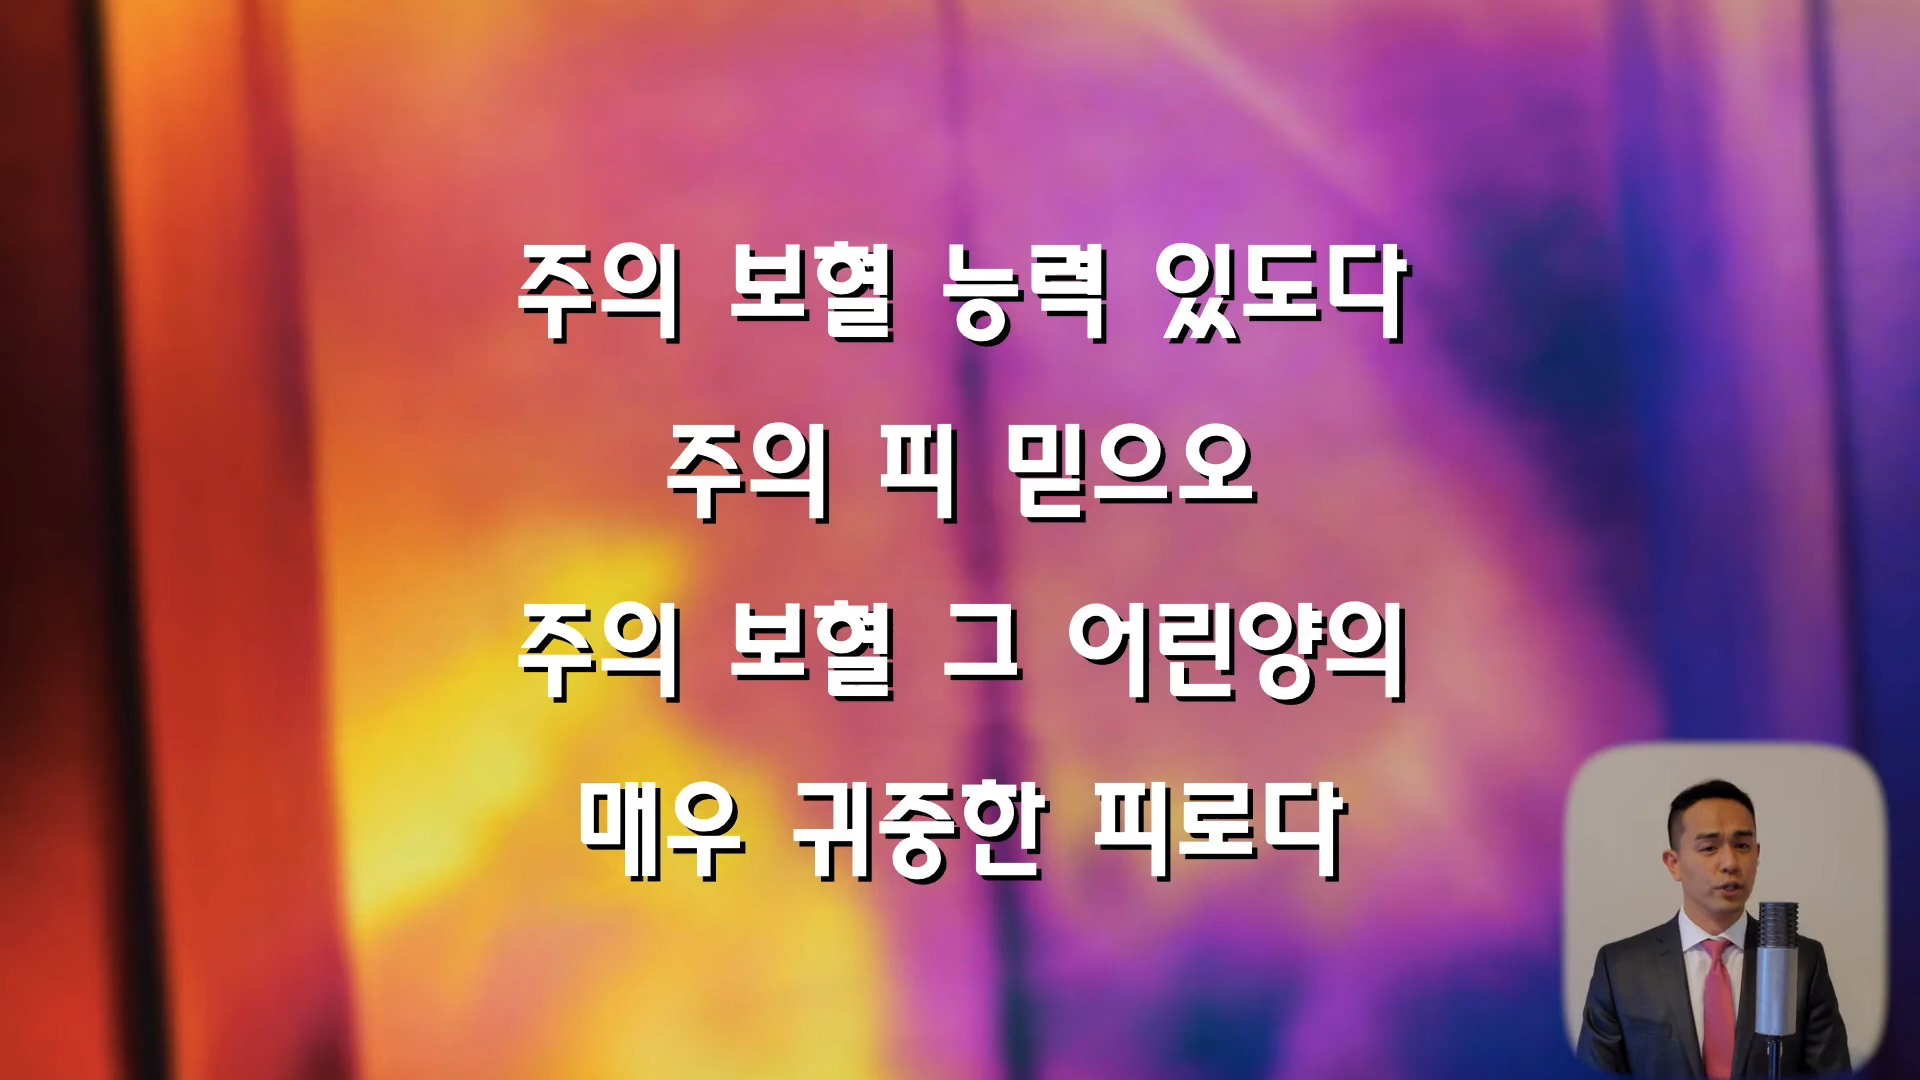 주의 보혈 능력 있도다
주의 피 믿으오
주의 보혈 그 어린양의
매우 귀중한 피로다